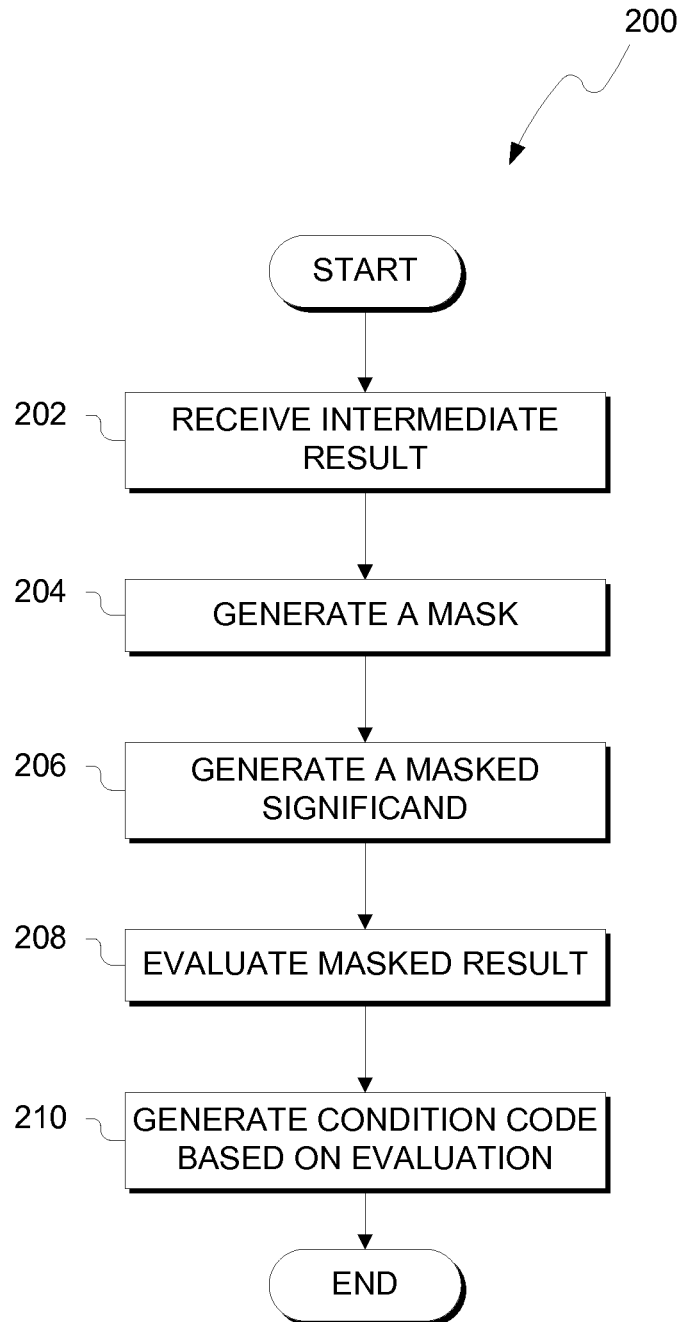 200
START
202
RECEIVE INTERMEDIATE
RESULT
204
GENERATE A MASK
206
GENERATE A MASKED
SIGNIFICAND
208
EVALUATE MASKED RESULT
210
GENERATE CONDITION CODE
BASED ON EVALUATION
END